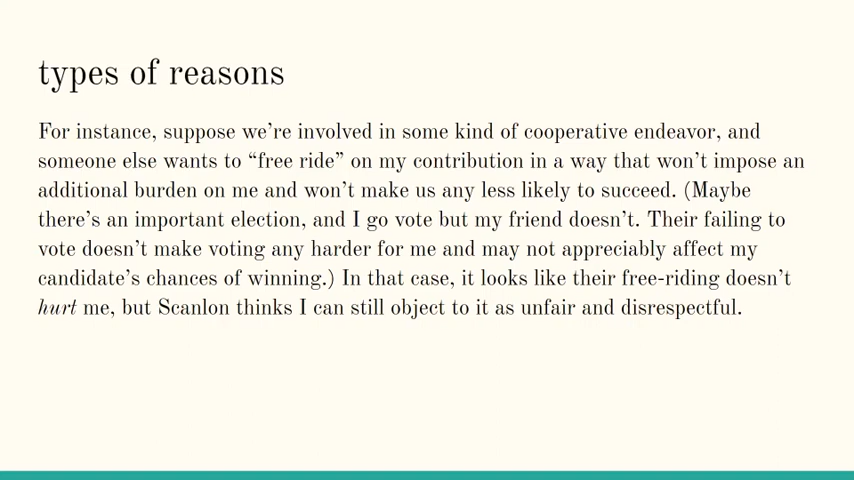 types of reasons
For instance, suppose we’re involved in some kind of cooperative endeavor, and
someone else wants to “free ride” on my contribution in a way that won’t impose an
additional burden on me and won’t make us any less likely to succeed. (Maybe
there’s an important election, and I go vote but my friend doesn’t. Their failing to
vote doesn’t make voting any harder for me and may not appreciably affect my
candidate’s chances of winning.) In that case, it looks like their free-riding doesn’t
hurt me, but Scanlon thinks I can still object to it as unfair and disrespectful.